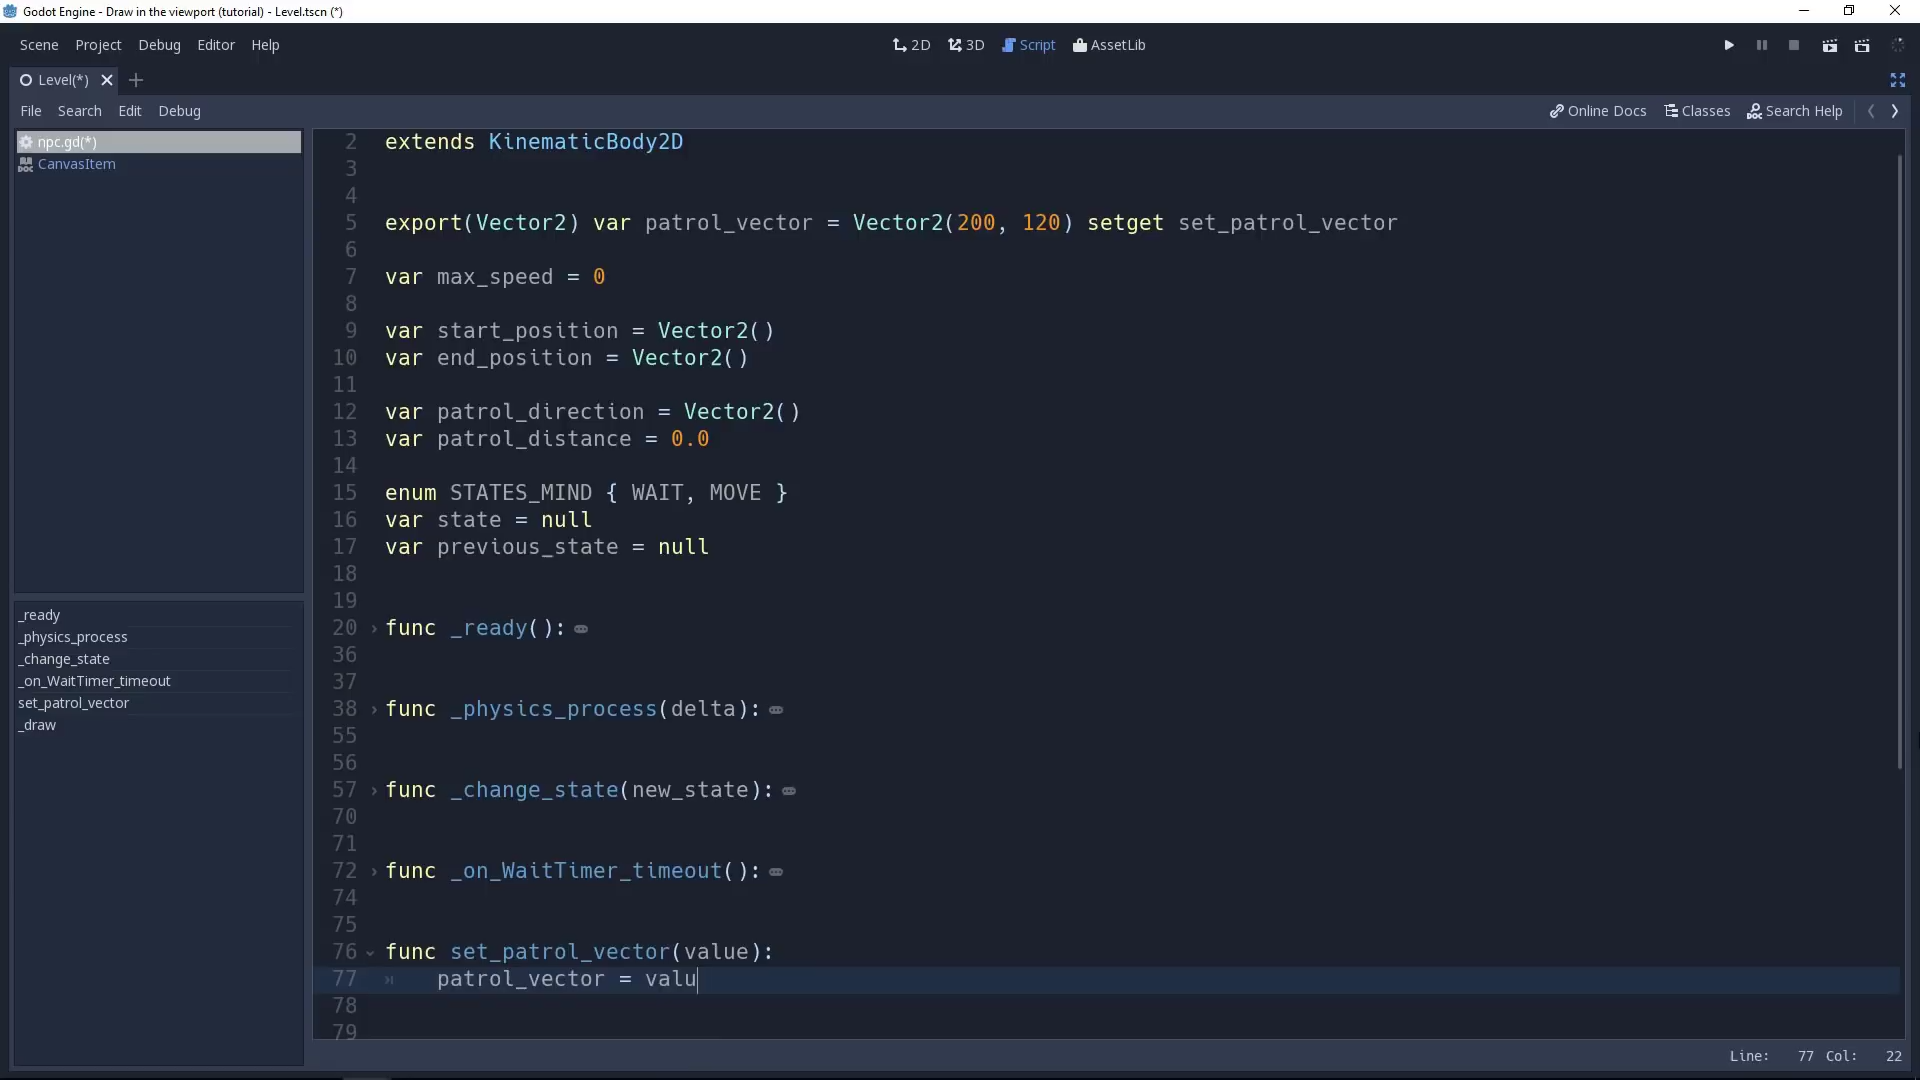 Godot Engine - Draw in the viewport (tutorial) - Level.tscn (*)
Scene Project Debug Editor Help 2D 3D Script AssetLib
Level(*)
File Search Edit Debug Online Docs Classes Search Help
npc.gd(*)
DOC CanvasItem
_ready
_physics_process
_change_state
_on_WaitTimer_timeout
set_patrol_vector
_draw
2 extends KinematicBody2D
3
4
5 export(Vector2) var patrol_vector = Vector2(200, 120) setget set_patrol_vector
6
7 var max_speed = 0
8
9 var start_position = Vector2()
10 var end_position = Vector2()
11
12 var patrol_direction = Vector2()
13 var patrol_distance = 0.0
14
15 enum STATES_MIND { WAIT, MOVE }
16 var state = null
17 var previous_state = null
18
19
20 func _ready():
36
37
38 func _physics_process(delta):
55
56
57 func _change_state(new_state):
70
71
72 func _on_WaitTimer_timeout():
74
75
76 func set_patrol_vector(value):
77 patrol_vector = valu
78
79
Line: 77 Col: 22